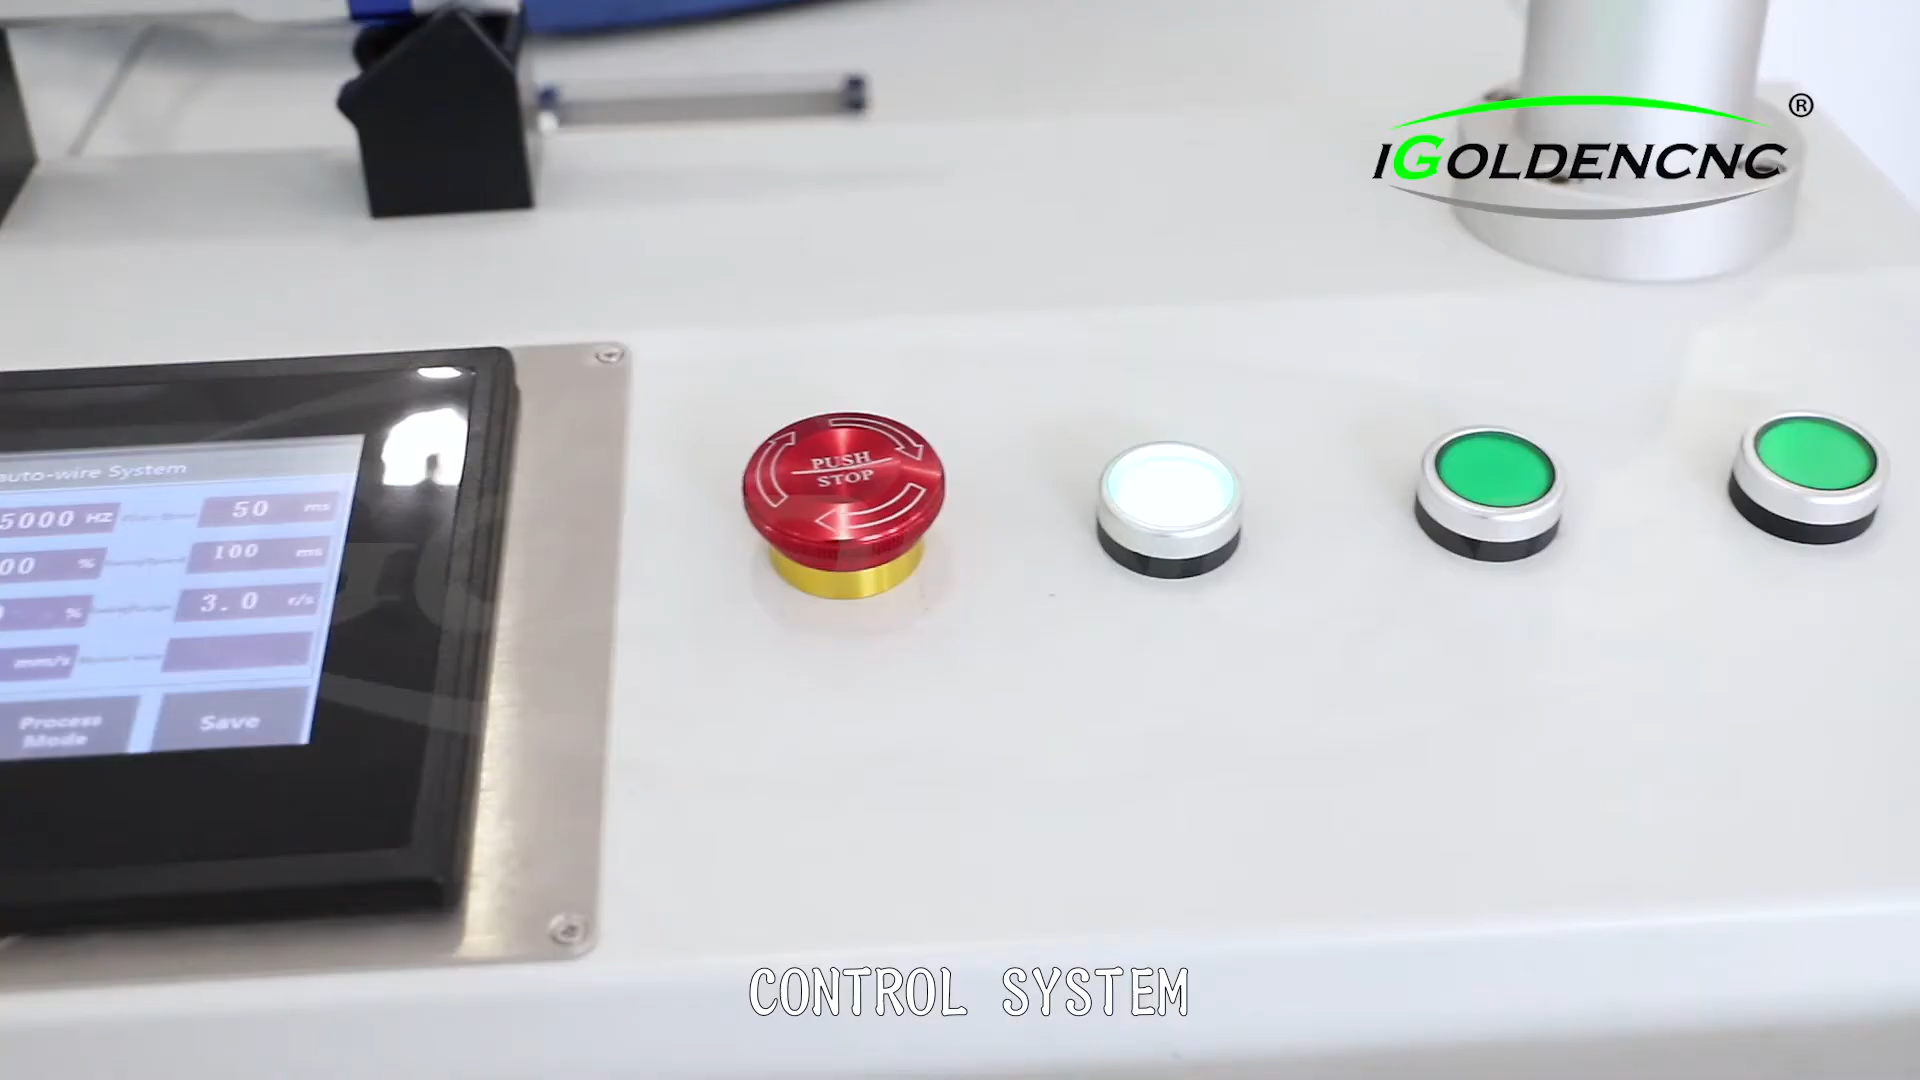 IGOLDENCNC ®
PUSH
STOP
auto-wire System
5000 HZ
50 ms
00 %
100 ms
%
3.0 r/s
mm/s
Process
Mode
Save
CONTROL SYSTEM